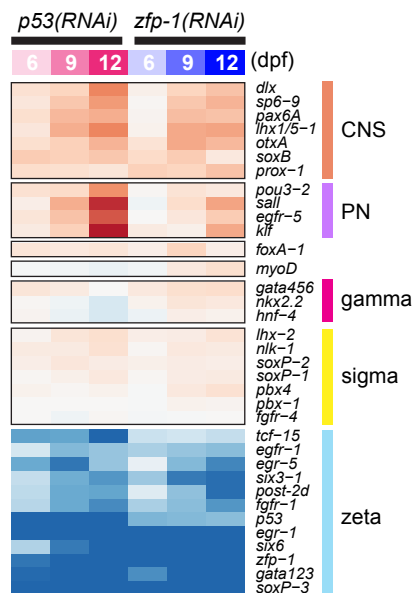 p53(RNAi) zfp-1(RNAi)
6 9 12 6 9 12 (dpf)
dlx
sp6-9
pax6A
lhx1/5-1
otxA
soxB
prox-1
CNS
pou3-2
sall
egfr-5
klf
PN
foxA-1
myoD
gata456
nkx2.2
hnf-4
gamma
lhx-2
nlk-1
soxP-2
soxP-1
pbx4
pbx-1
fgfr-4
sigma
tcf-15
egfr-1
egr-5
six3-1
post-2d
fgfr-1
p53
egr-1
six6
zfp-1
gata123
soxP-3
zeta